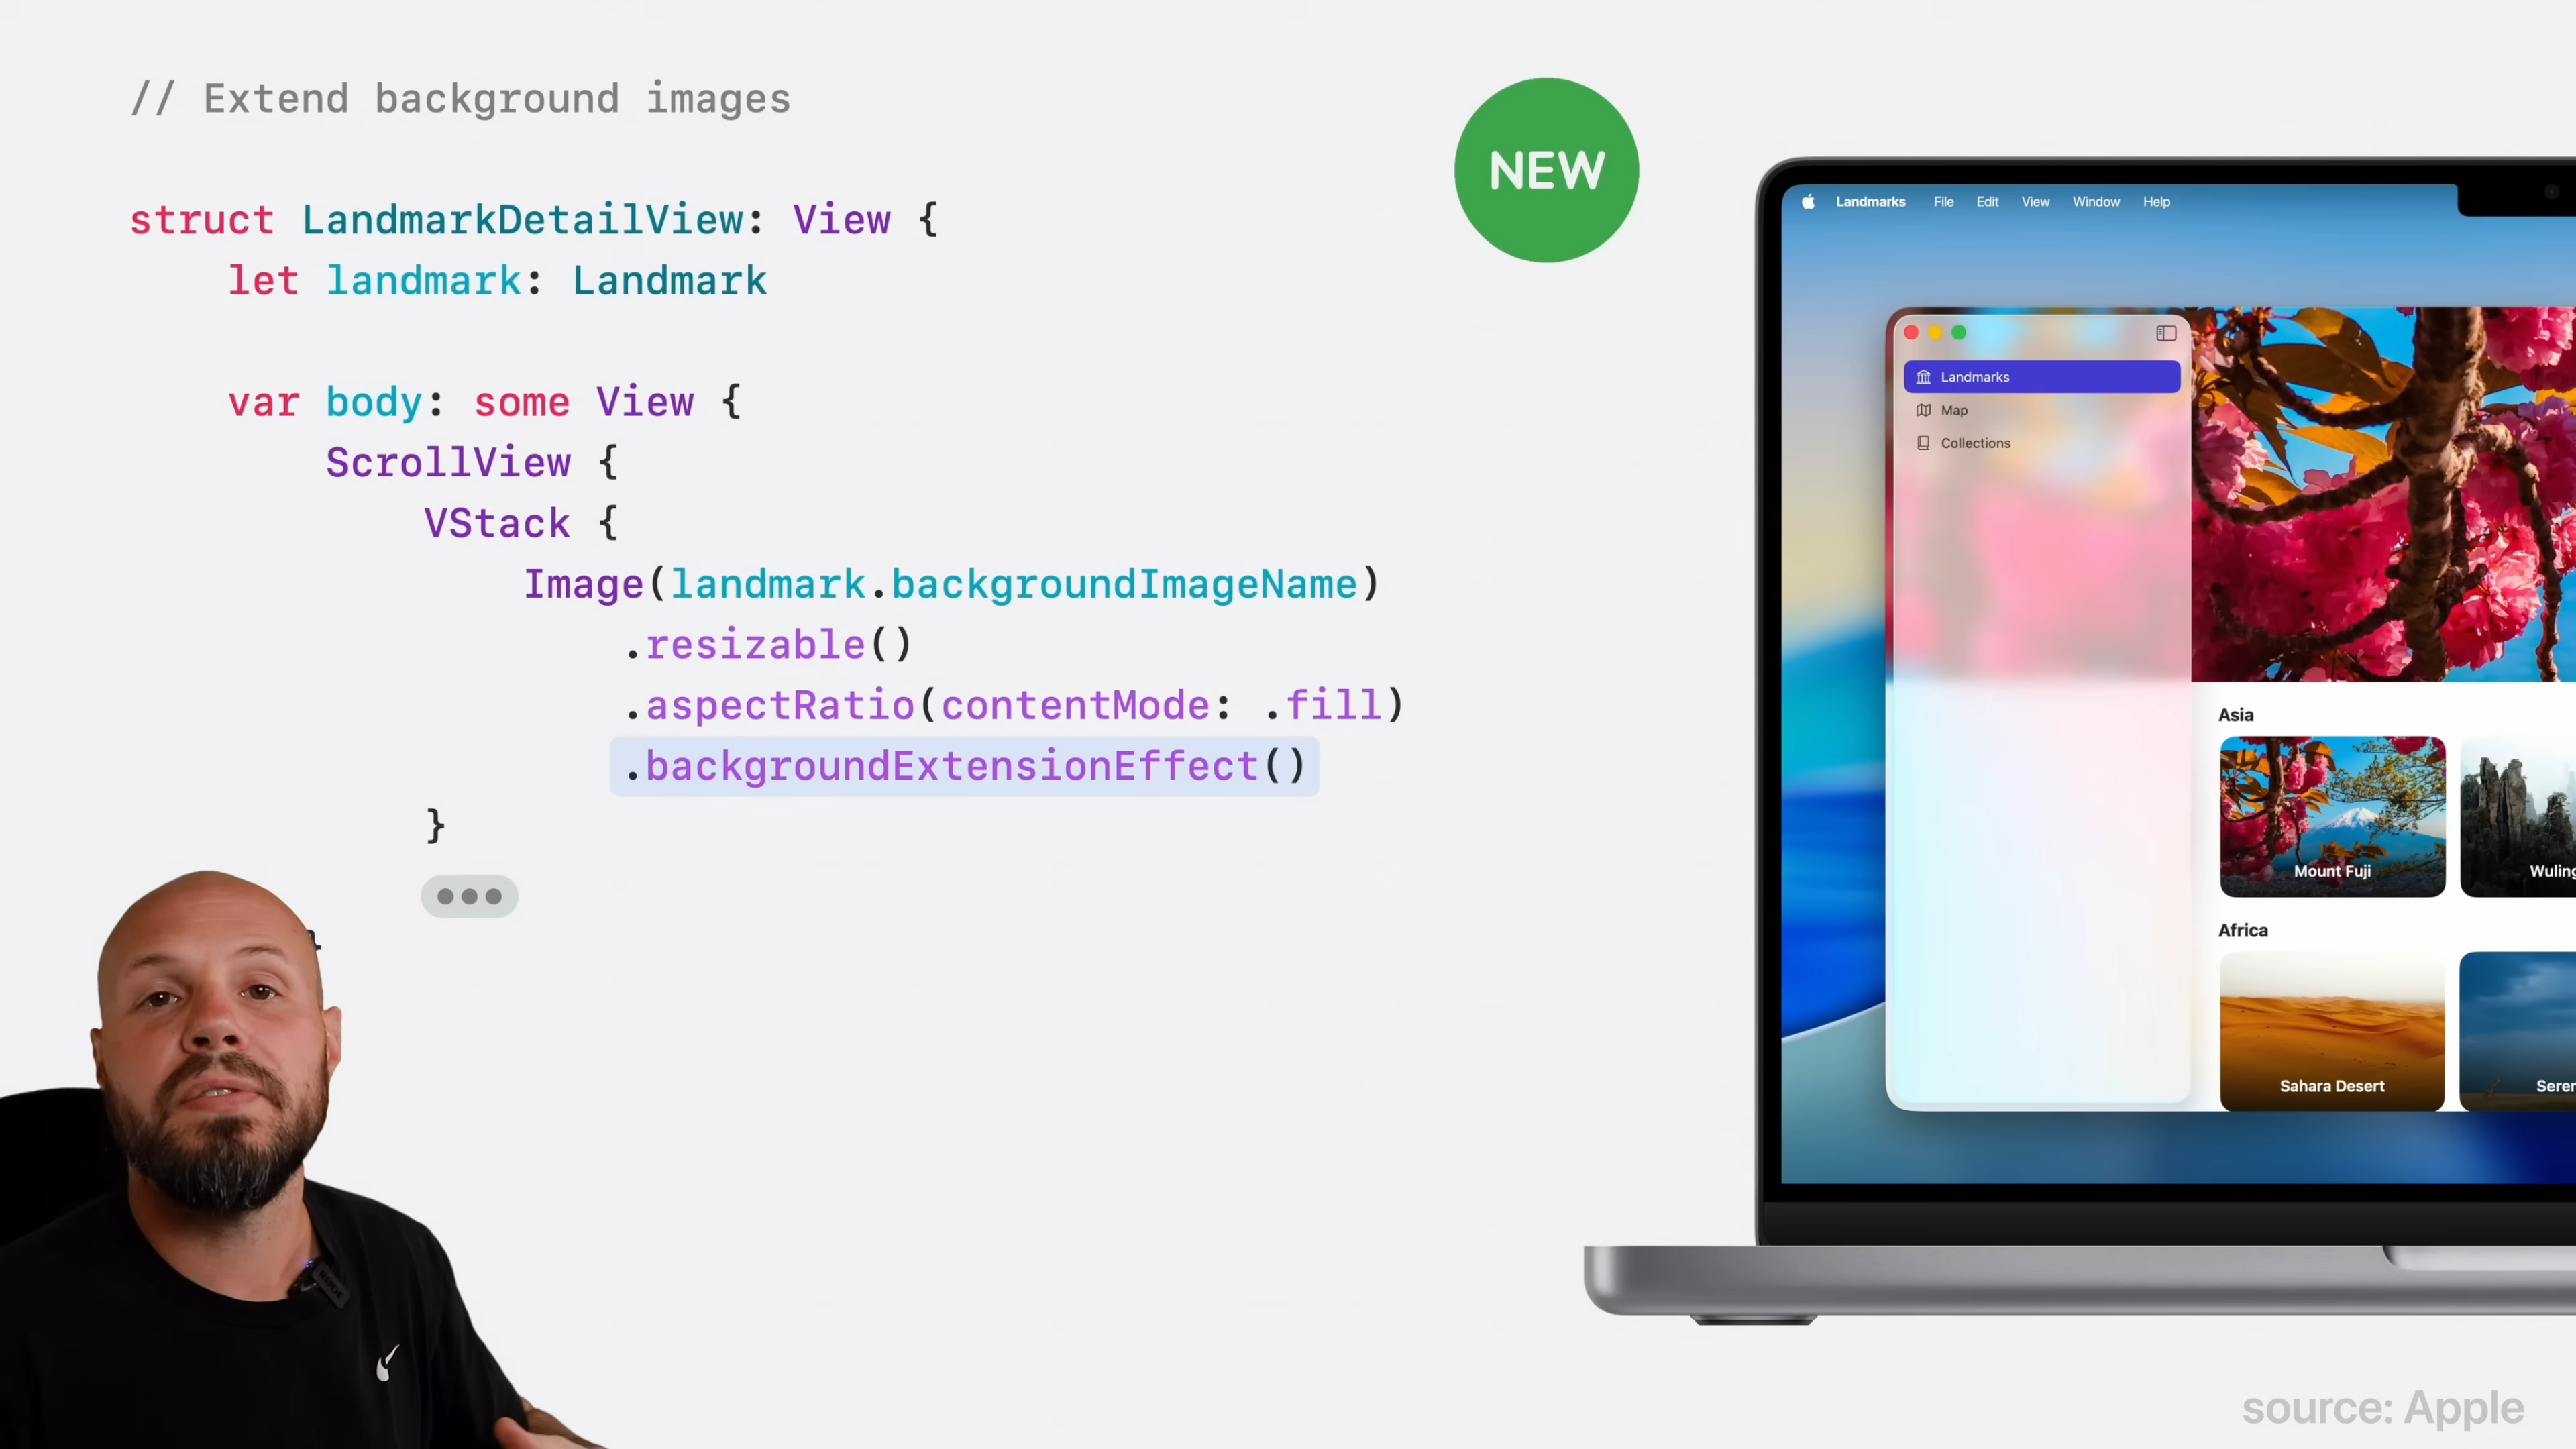 // Extend background images
struct LandmarkDetailView: View {
let landmark: Landmark
var body: some View {
ScrollView {
VStack {
Image(landmark.backgroundImageName)
.resizable()
.aspectRatio(contentMode: .fill)
.backgroundExtensionEffect()
}
}
NEW
Landmarks File Edit View Window Help
Landmarks
Map
Collections
Asia
Mount Fuji
Wuling
Africa
Sahara Desert
Seren
source: Apple